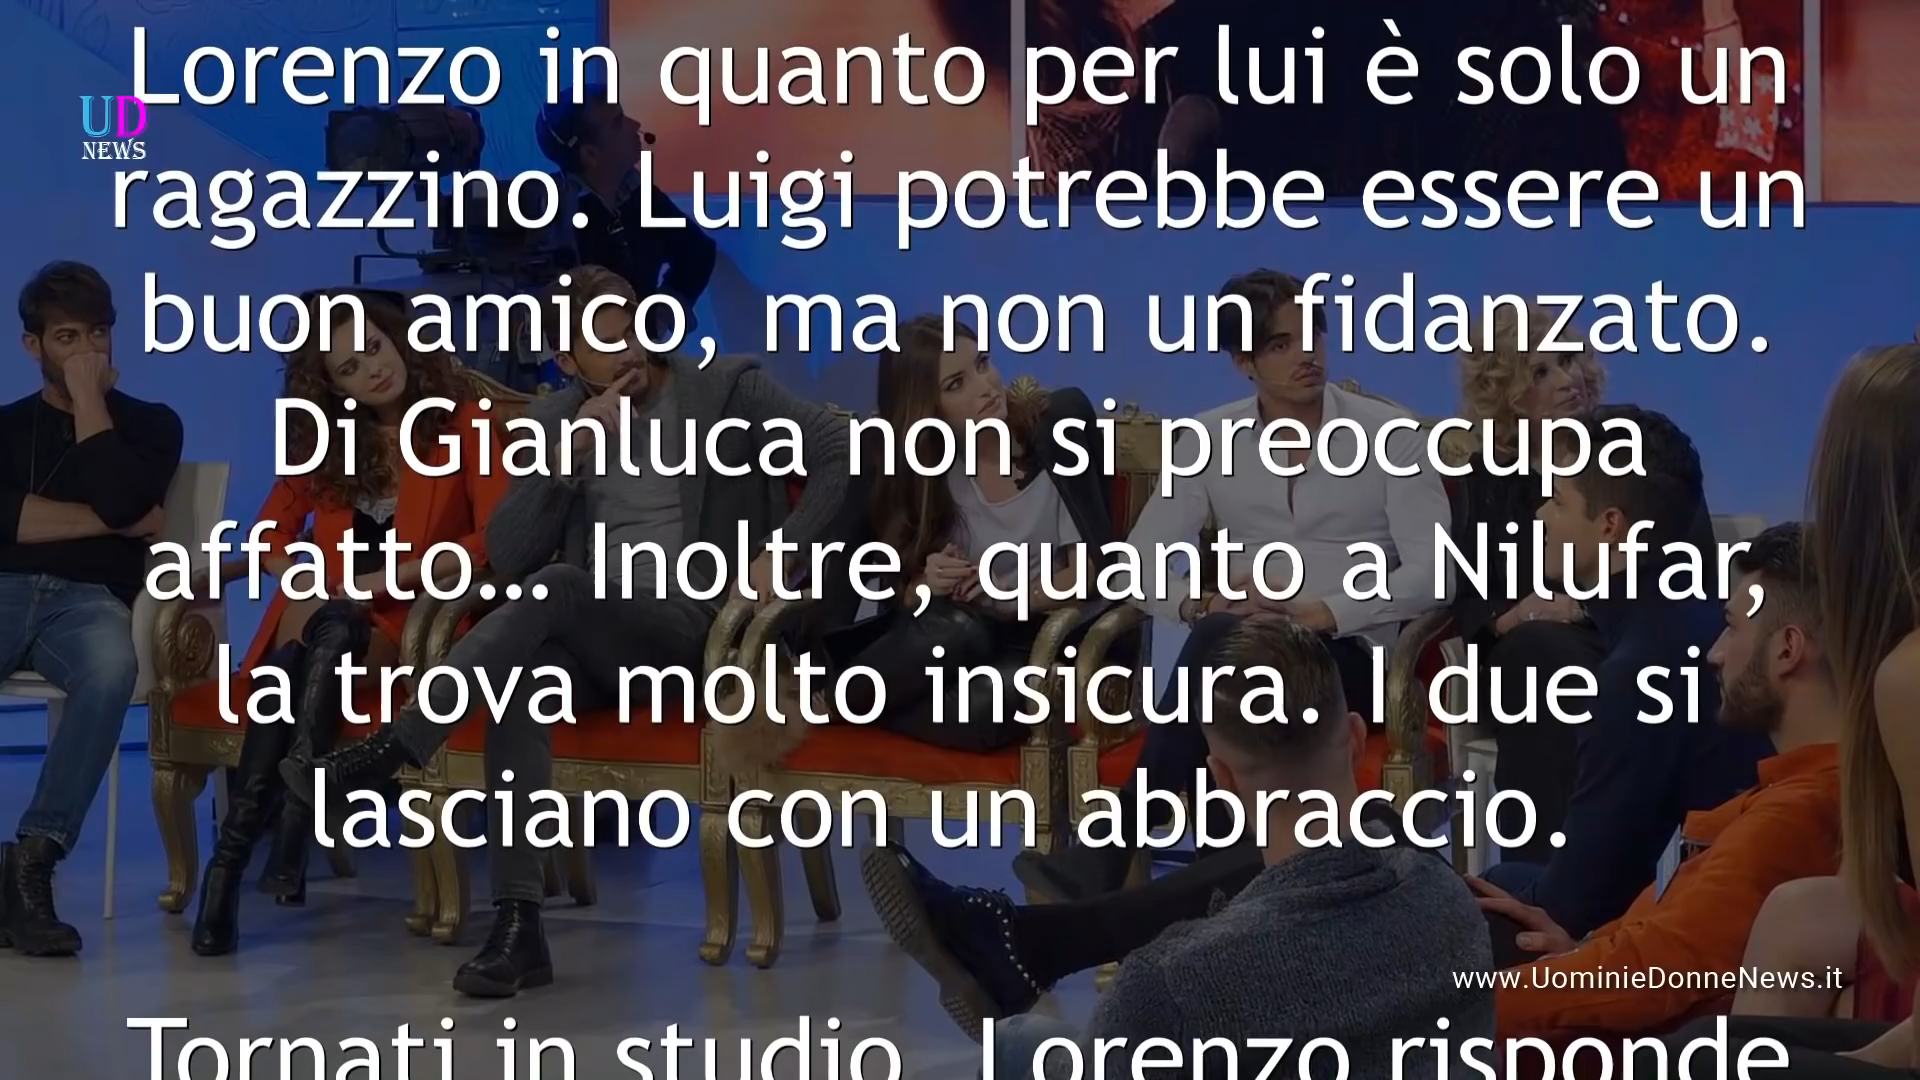 Lorenzo in quanto per lui è solo un
UD
NEWS
ragazzino. Luigi potrebbe essere un
buon amico, ma non un fidanzato.
Di Gianluca non si preoccupa
affatto... Inoltre, quanto a Nilufar,
la trova molto insicura. I due si
lasciano con un abbraccio.
www.UominieDonneNews.it
Tornati in studio, Lorenzo risponde